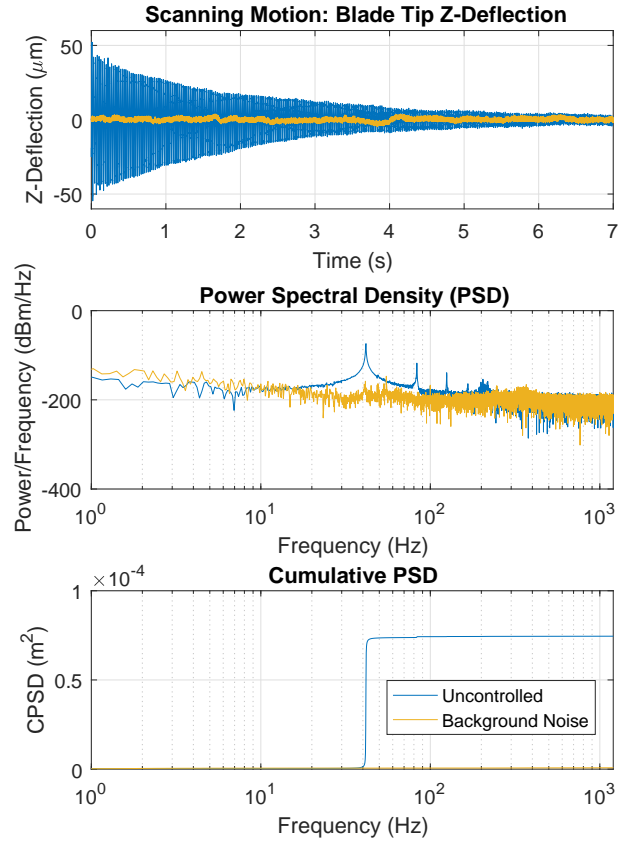 Scanning Motion: Blade Tip Z-Deflection
Z-Deflection (μm)
50
0
-50
0 1 2 3 4 5 6 7
Time (s)
Power Spectral Density (PSD)
Power/Frequency (dBm/Hz)
0
-200
-400
10^0 10^1 10^2 10^3
Frequency (Hz)
×10^-4
Cumulative PSD
CPSD (m^2)
1
0.5
0
Uncontrolled
Background Noise
10^0 10^1 10^2 10^3
Frequency (Hz)